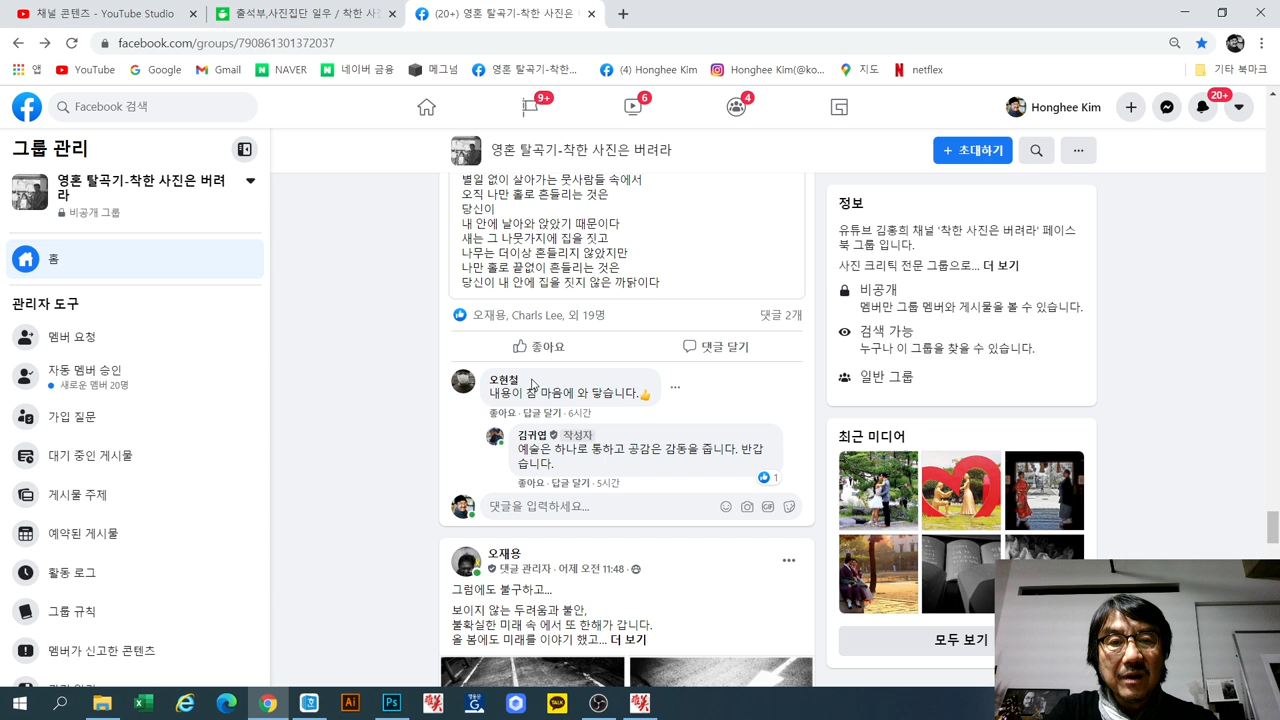 채널 콘텐츠 - YouTube Studio
출석부,사진집단 일우 / 착한 사진
(20+) 영혼 탈곡기-착한 사진은
facebook.com/groups/790861301372037
앱
YouTube
Google
Gmail
NAVER
네이버 금융
메그넘
영혼 탈곡기-착한...
(4) Honghee Kim
Honghee Kim(@ko...
지도
netflex
기타 북마크
Facebook 검색
9+
6
4
Honghee Kim
20+
그룹 관리
영혼 탈곡기-착한 사진은 버려라
+ 초대하기
영혼 탈곡기-착한 사진은 버려
라
비공개 그룹
홈
관리자 도구
멤버 요청
자동 멤버 승인
새로운 멤버 20명
가입 질문
대기 중인 게시물
게시물 주제
예약된 게시물
활동 로그
그룹 규칙
멤버가 신고한 콘텐츠
별일 없이 살아가는 뭇사람들 속에서
오직 나만 홀로 흔들리는 것은
당신이
내 안에 날아와 앉았기 때문이다
새는 그 나뭇가지에 집을 짓고
나무는 더이상 흔들리지 않았지만
나만 홀로 끝없이 흔들리는 것은
당신이 내 안에 집을 짓지 않은 까닭이다
오재용, Charls Lee, 외 19명
댓글 2개
좋아요
댓글 달기
오현철
내용이 참 마음에 와 닿습니다.👍
좋아요 · 답글 달기 · 6시간
김귀엽 작성자
예술은 하나로 통하고 공감은 감동을 줍니다. 반갑
습니다.
1
좋아요 · 답글 달기 · 5시간
댓글을 입력하세요...
오재용
댓글 관리자 · 어제 오전 11:48
그럼에도 불구하고...
보이지 않는 두려움과 불안,
불확실한 미래 속 에서 또 한해가 갑니다.
올 봄에도 미래를 이야기 했고... 더 보기
정보
유튜브 김홍희 채널 '착한 사진은 버려라' 페이스
북 그룹 입니다.
사진 크리틱 전문 그룹으로... 더 보기
비공개
멤버만 그룹 멤버와 게시물을 볼 수 있습니다.
검색 가능
누구나 이 그룹을 찾을 수 있습니다.
일반 그룹
최근 미디어
모두 보기
Ai
Ps
TALK